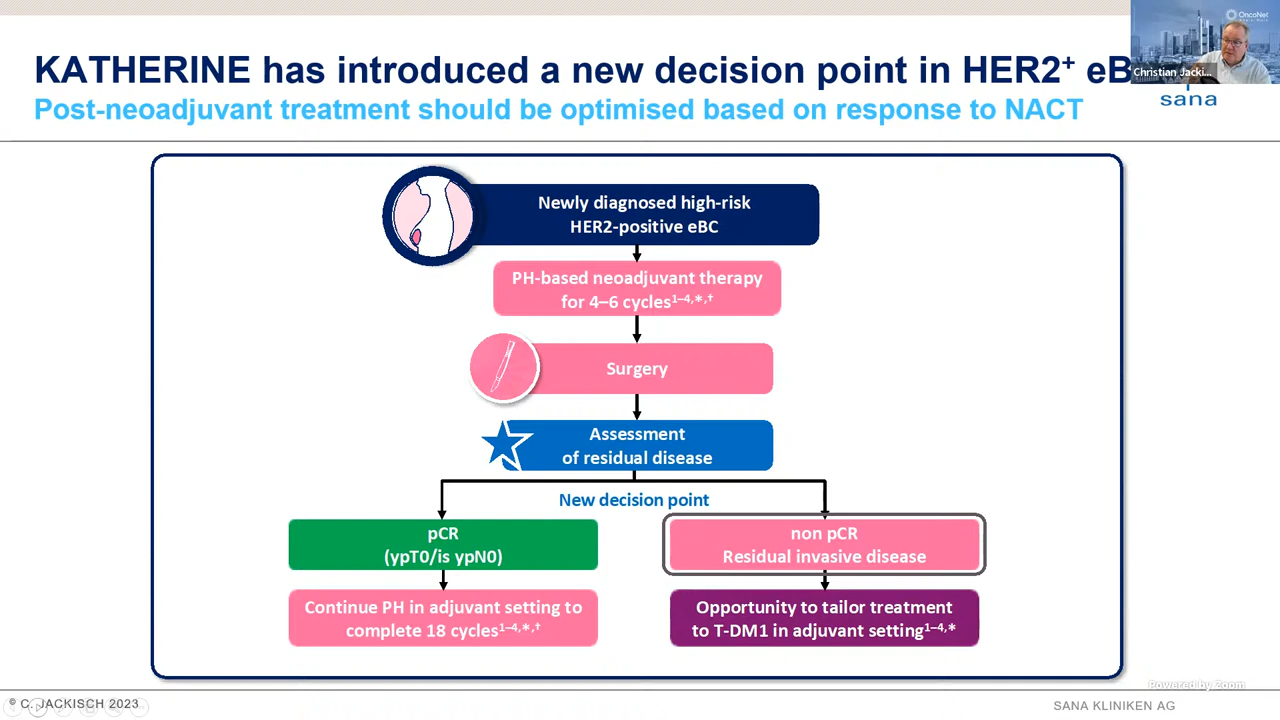 KATHERINE has introduced a new decision point in HER2⁺ eB
Post-neoadjuvant treatment should be optimised based on response to NACT
OncoNet
Christian Jacki...
sana
Newly diagnosed high-risk
HER2-positive eBC
PH-based neoadjuvant therapy
for 4–6 cycles¹⁻⁴,*,†
Surgery
Assessment
of residual disease
New decision point
pCR
(ypT0/is ypN0)
non pCR
Residual invasive disease
Continue PH in adjuvant setting to
complete 18 cycles¹⁻⁴,*,†
Opportunity to tailor treatment
to T-DM1 in adjuvant setting¹⁻⁴,*
Powered by Zoom
© C. JACKISCH 2023
SANA KLINIKEN AG